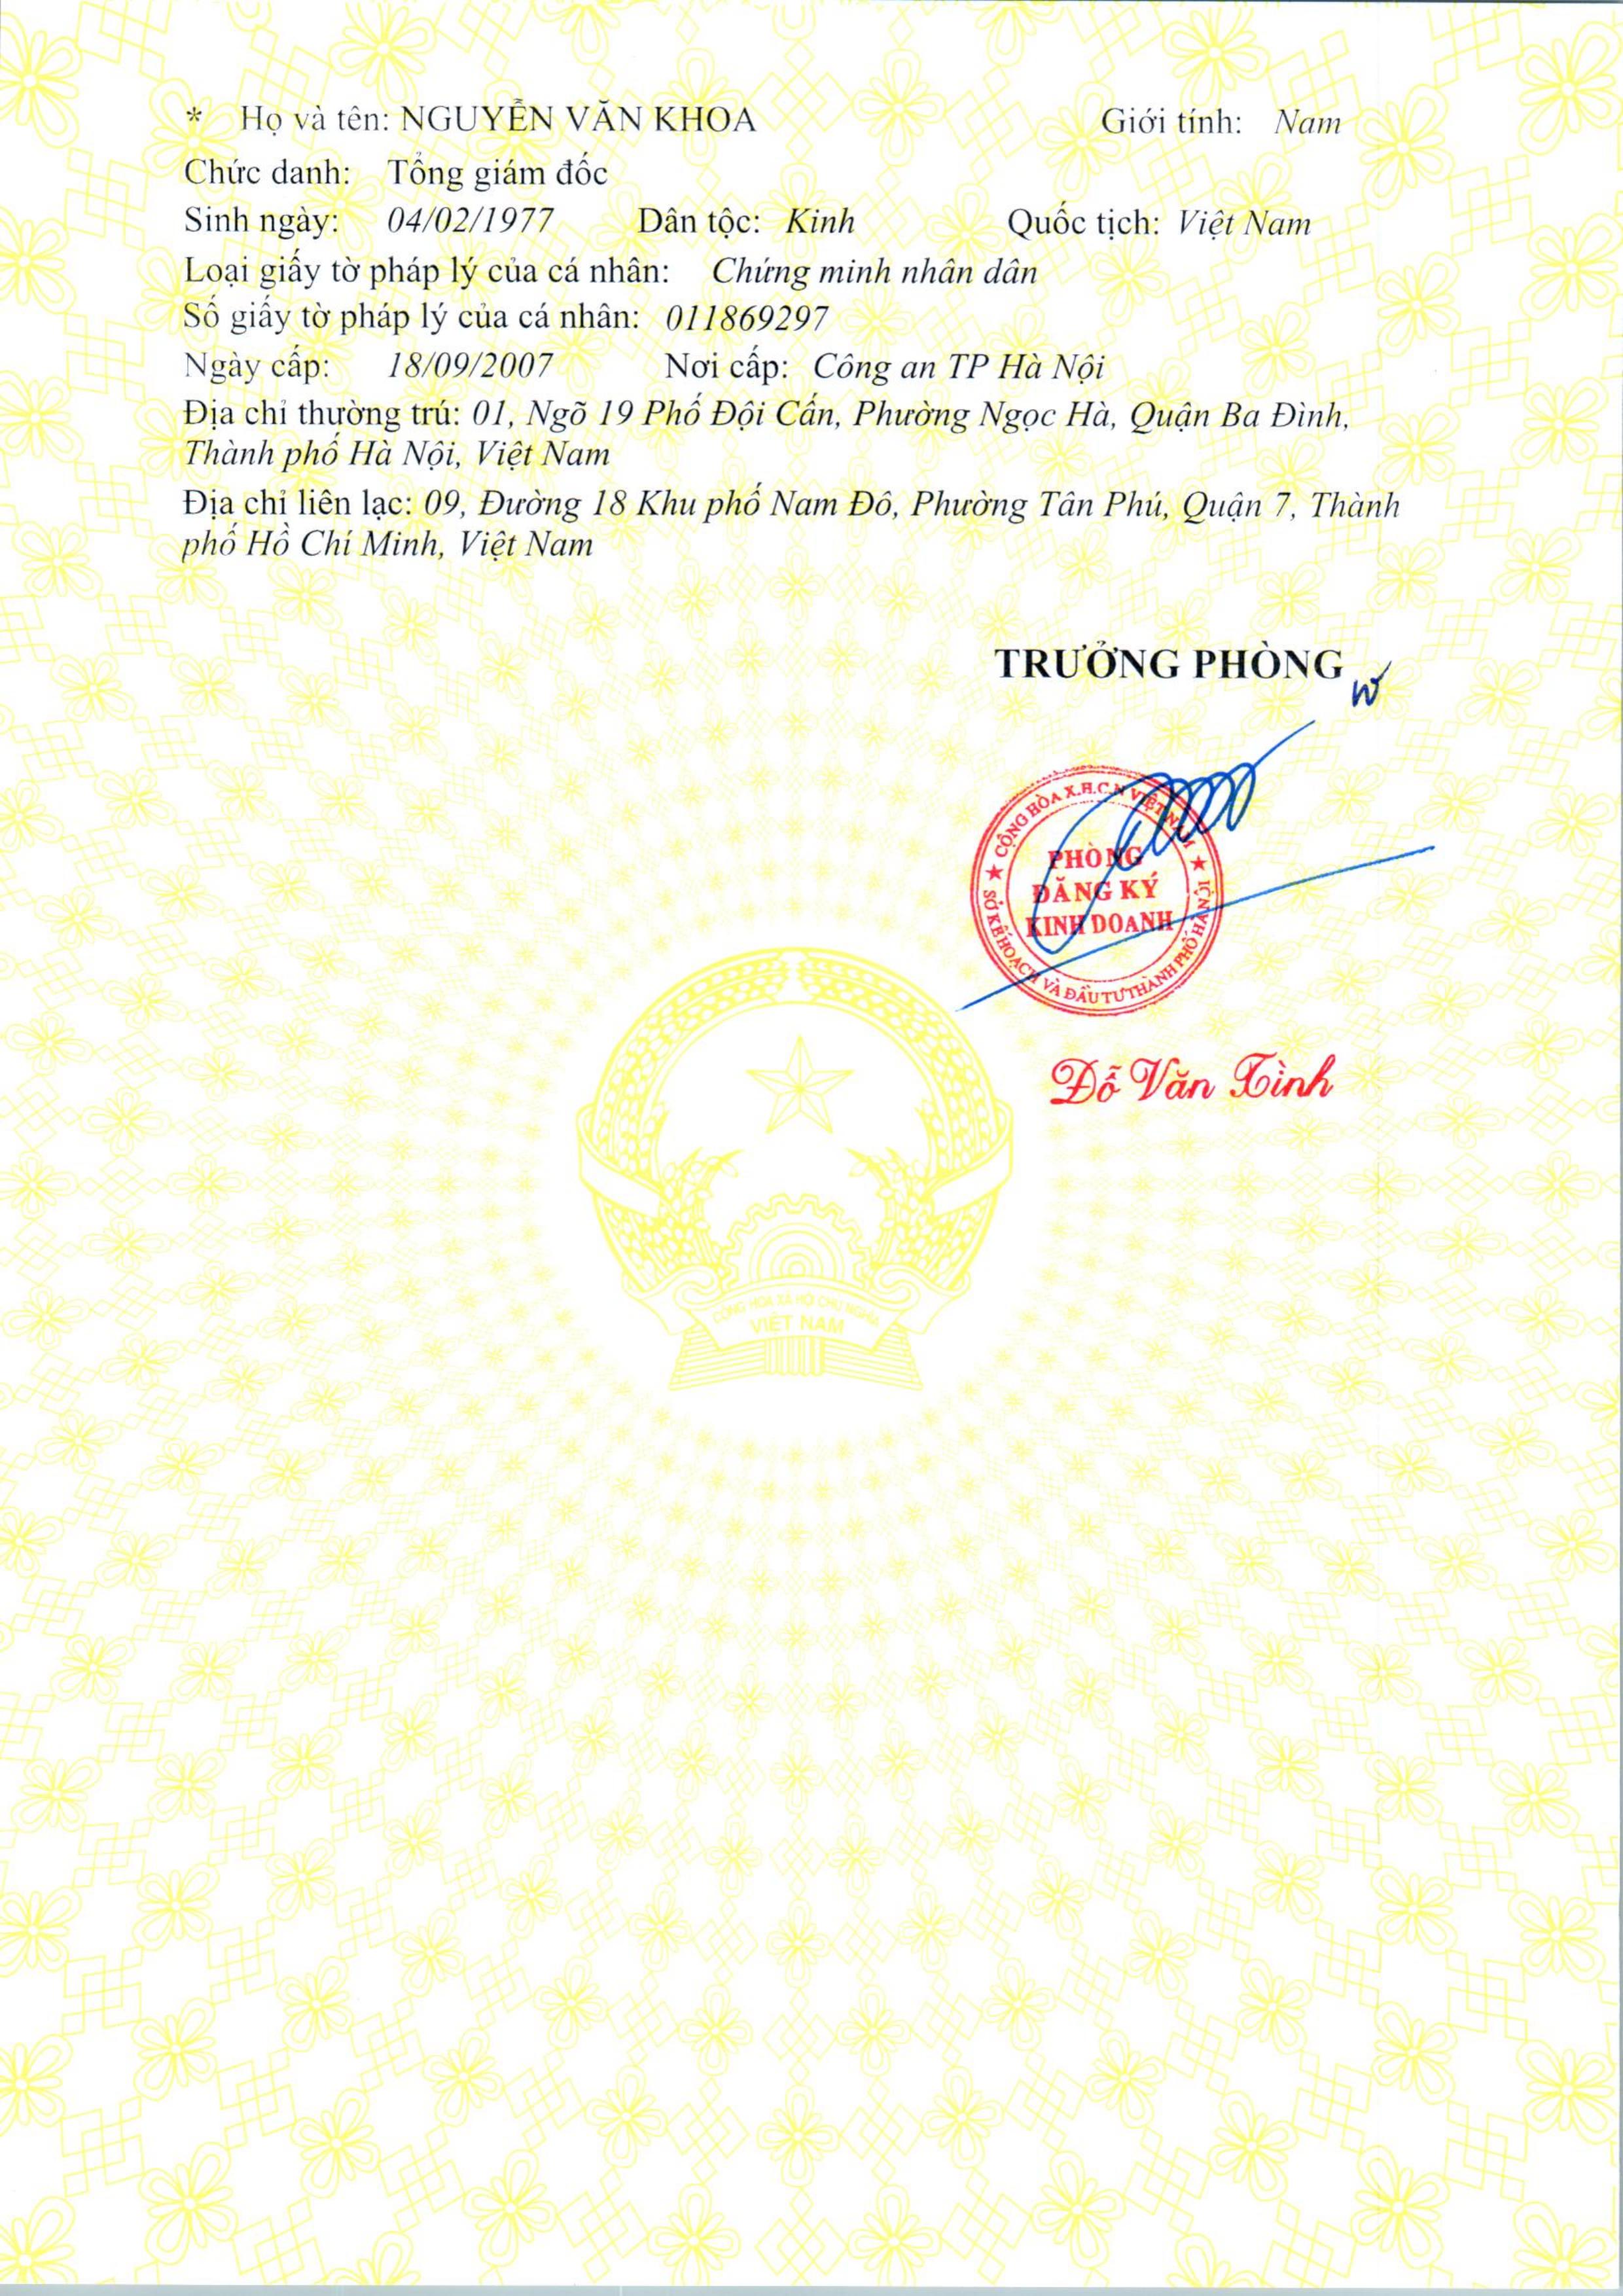 * Họ và tên: NGUYỄN VĂN KHOA Giới tính: Nam
Chức danh: Tổng giám đốc
Sinh ngày: 04/02/1977 Dân tộc: Kinh Quốc tịch: Việt Nam
Loại giấy tờ pháp lý của cá nhân: Chứng minh nhân dân
Số giấy tờ pháp lý của cá nhân: 011869297
Ngày cấp: 18/09/2007 Nơi cấp: Công an TP Hà Nội
Địa chỉ thường trú: 01, Ngõ 19 Phố Đội Cấn, Phường Ngọc Hà, Quận Ba Đình,
Thành phố Hà Nội, Việt Nam
Địa chỉ liên lạc: 09, Đường 18 Khu phố Nam Đô, Phường Tân Phú, Quận 7, Thành
phố Hồ Chí Minh, Việt Nam
TRƯỞNG PHÒNG
CỘNG HÒA X.H.C.N VIỆT NAM
PHÒNG
ĐĂNG KÝ
KINH DOANH
SỞ KẾ HOẠCH VÀ ĐẦU TƯ THÀNH PHỐ HÀ NỘI
Đỗ Văn Tình
CỘNG HÒA XÃ HỘI CHỦ NGHĨA
VIỆT NAM